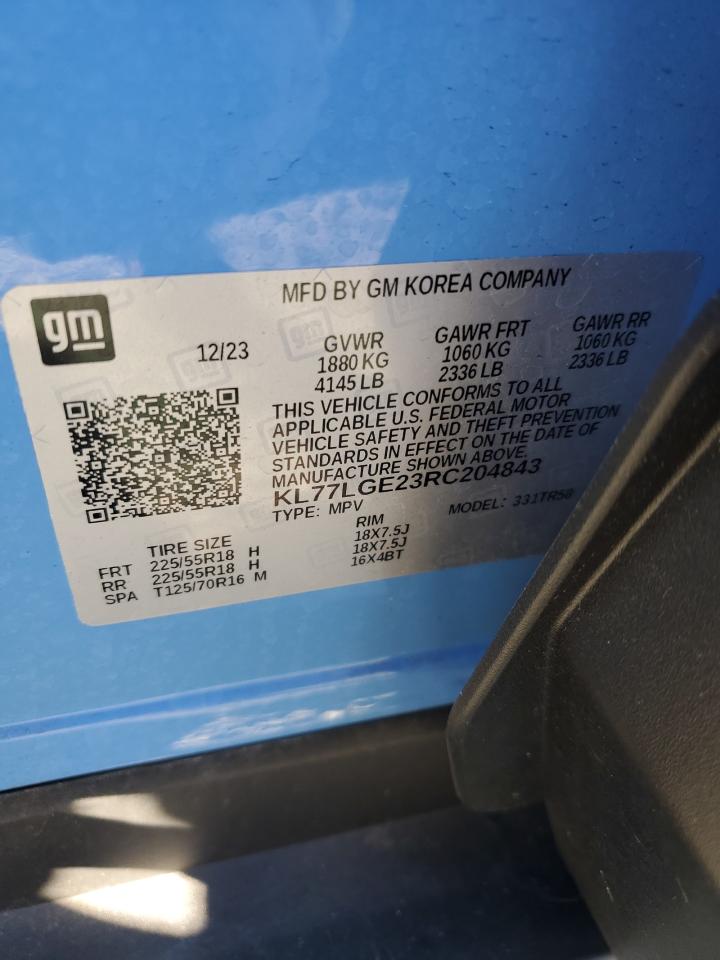 MFD BY GM KOREA COMPANY
gm
12/23
GVWR GAWR FRT GAWR RR
1880 KG 1060 KG 1060 KG
4145 LB 2336 LB 2336 LB
THIS VEHICLE CONFORMS TO ALL
APPLICABLE U.S. FEDERAL MOTOR
VEHICLE SAFETY AND THEFT PREVENTION
STANDARDS IN EFFECT ON THE DATE OF
MANUFACTURE SHOWN ABOVE.
KL77LGE23RC204843
TYPE: MPV MODEL: 331TR58
TIRE SIZE RIM
FRT 225/55R18 H 18X7.5J
RR 225/55R18 H 18X7.5J
SPA T125/70R16 M 16X4BT